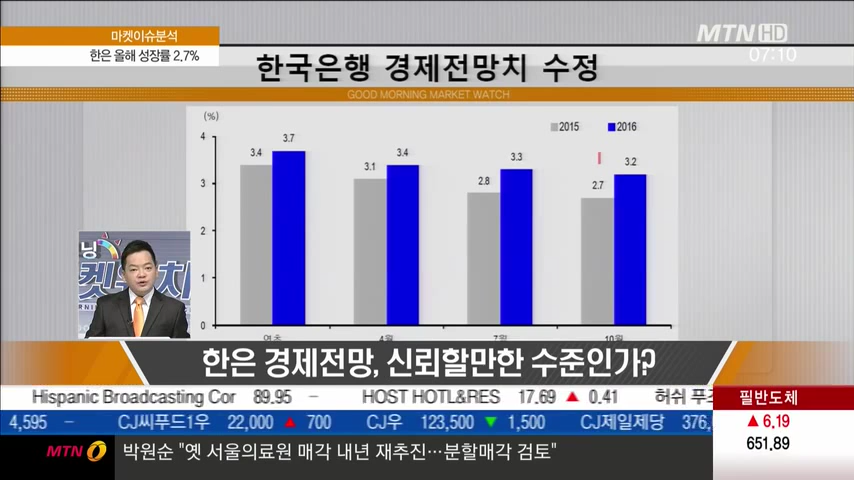 마켓이슈분석
한은 올해 성장률 2.7%
MTN HD
07:10
한국은행 경제전망치 수정
GOOD MORNING MARKET WATCH
(%)
2015 2016
4
3
2
1
0
3.4 3.7
3.1 3.4
2.8 3.3
2.7 3.2
연초 4월 7월 10월
한은 경제전망, 신뢰할만한 수준인가?
Hispanic Broadcasting Cor 89.95 – HOST HOTL&RES 17.69 ▲ 0.41 허쉬
4,595 – CJ씨푸드1우 22,000 ▲ 700 CJ우 123,500 ▼ 1,500 CJ제일제당 376,
필반도체
▲ 6.19
651.89
MTN
박원순 "옛 서울의료원 매각 내년 재추진…분할매각 검토"